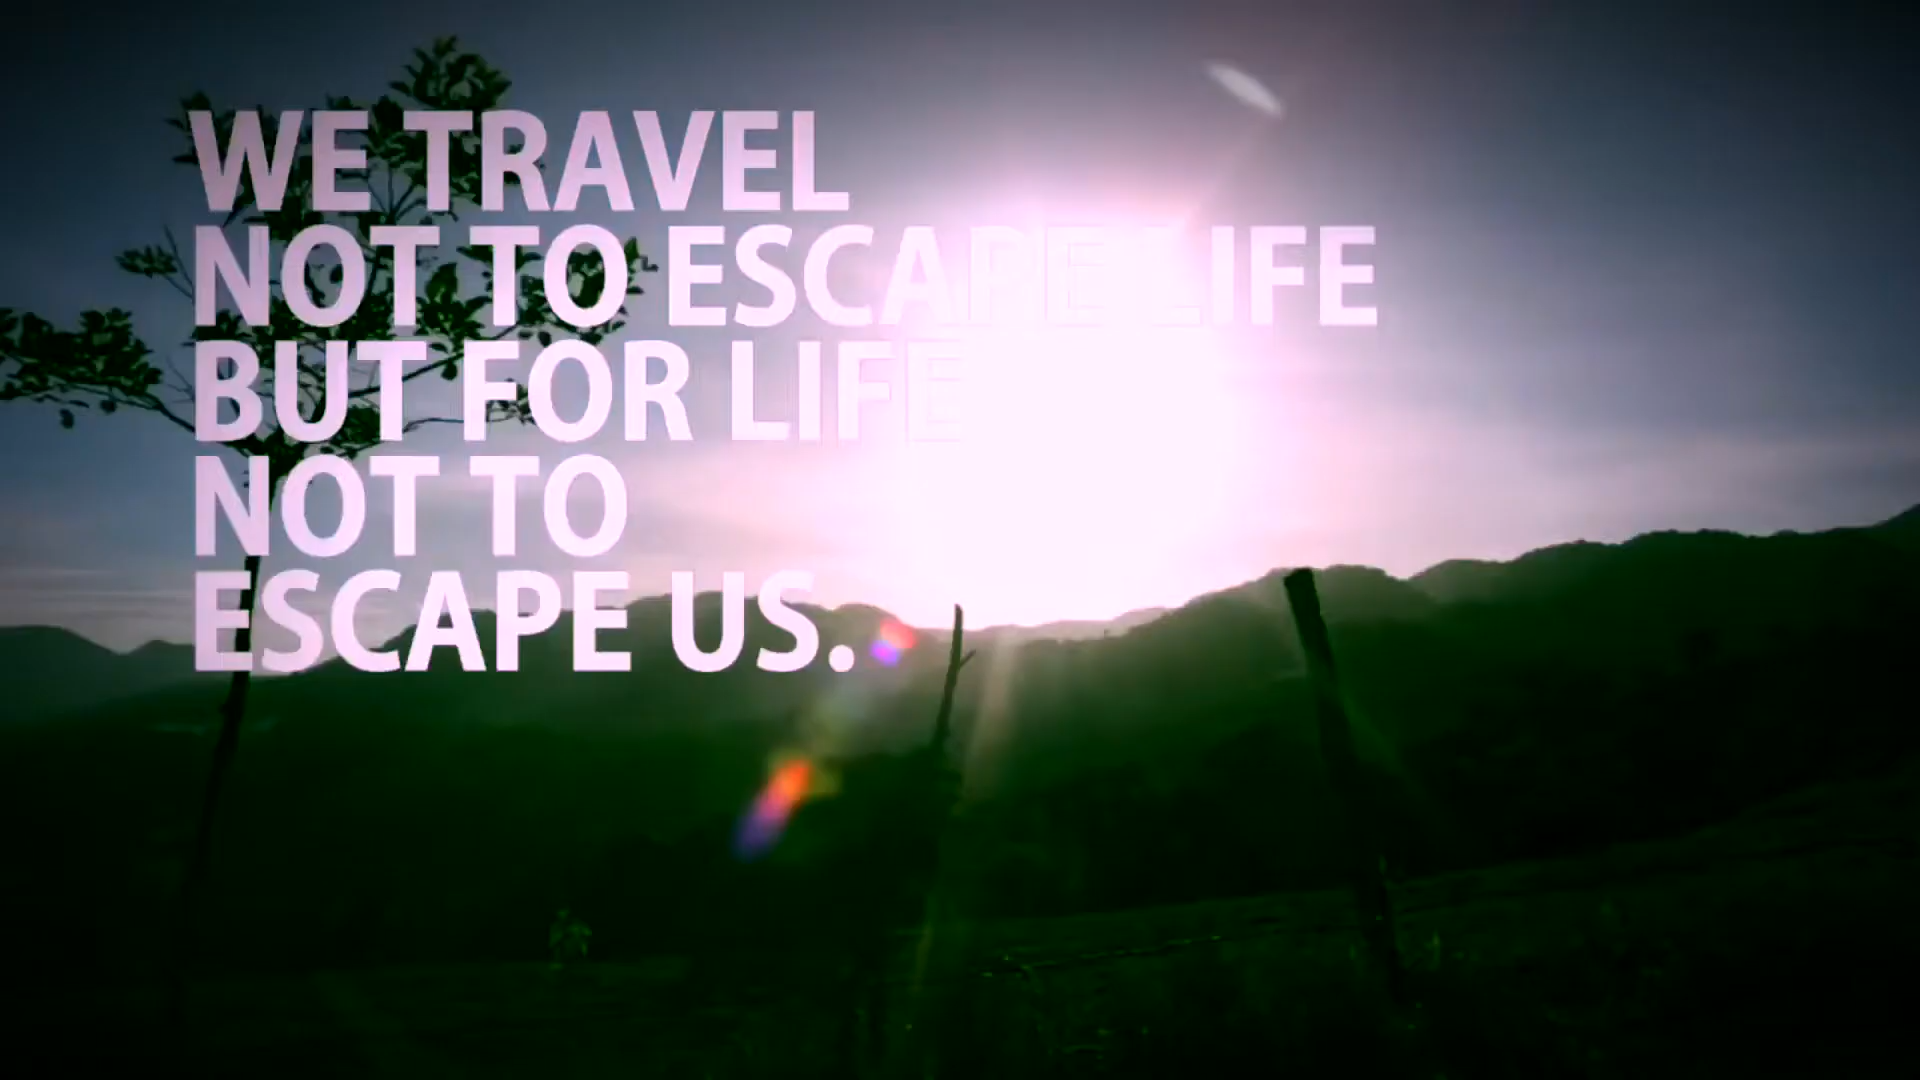 WE TRAVEL
NOT TO ESCAPE LIFE
BUT FOR LIFE
NOT TO
ESCAPE US.